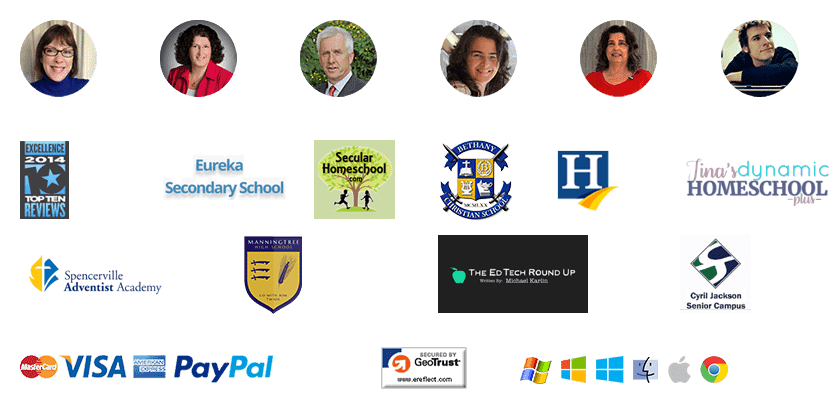 EXCELLENCE
2014
TOP TEN
REVIEWS
Eureka
Secondary School
Secular
Homeschool
.com
BETHANY
CHRISTIAN SCHOOL
MCMLXX
H
Tina's dynamic
HOMESCHOOL
-plus-
Spencerville
Adventist Academy
MANNINGTREE
HIGH SCHOOL
THE EDTECH ROUND UP
Written By: Michael Karlin
Cyril Jackson
Senior Campus
MasterCard
VISA
AMERICAN
EXPRESS
PayPal
SECURED BY
GeoTrust
www.ereflect.com